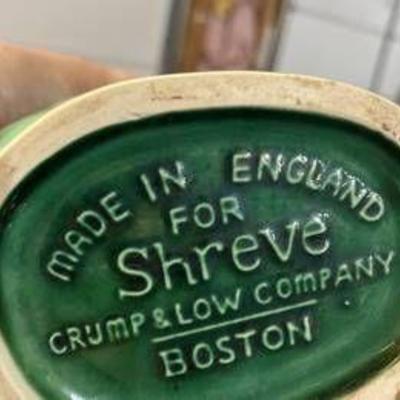 MADE IN ENGLAND
FOR
Shreve
CRUMP & LOW COMPANY
BOSTON